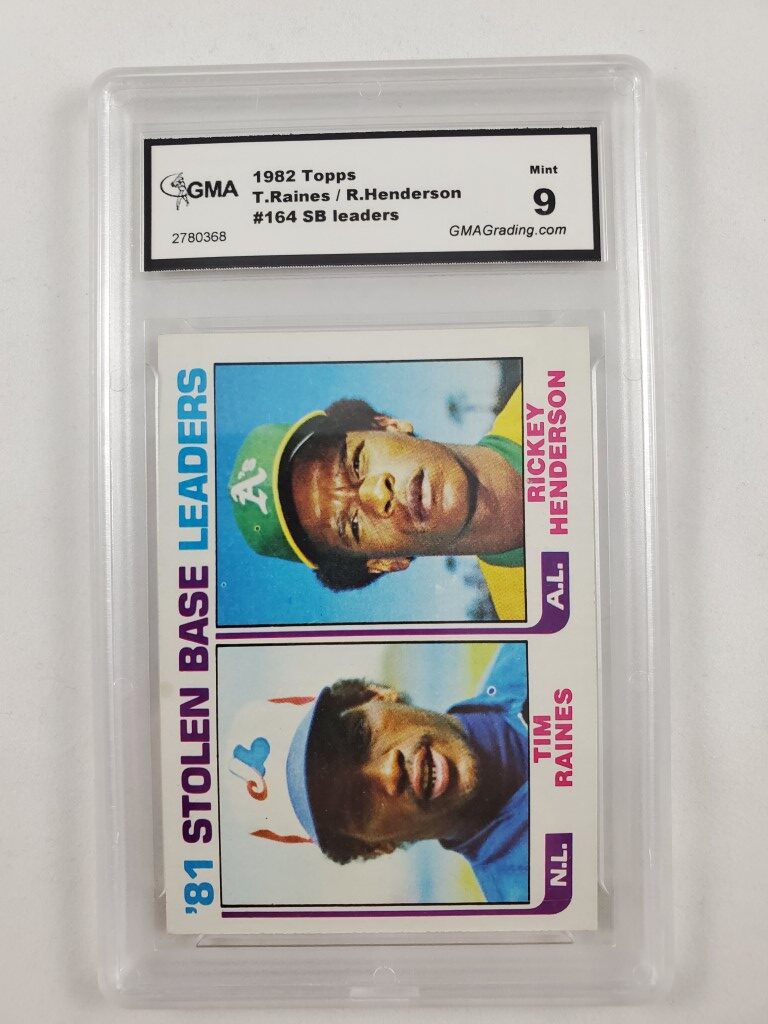 GMA
1982 Topps
T.Raines / R.Henderson
#164 SB leaders
2780368
Mint
9
GMAGrading.com
'81 STOLEN BASE LEADERS
A's
N.L.
TIM
RAINES
A.L.
RICKEY
HENDERSON